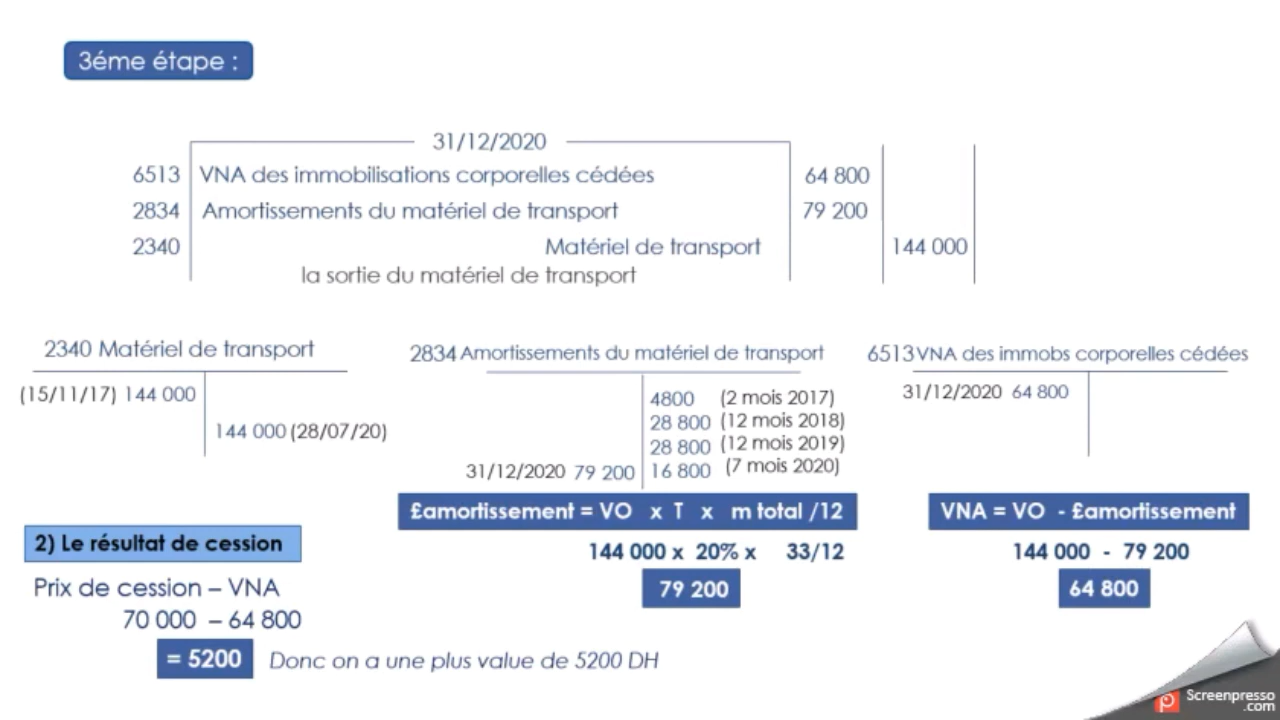 3éme étape :
31/12/2020
6513 VNA des immobilisations corporelles cédées 64 800
2834 Amortissements du matériel de transport 79 200
2340 Matériel de transport 144 000
la sortie du matériel de transport
2340 Matériel de transport
(15/11/17) 144 000
144 000 (28/07/20)
2834 Amortissements du matériel de transport
4800 (2 mois 2017)
28 800 (12 mois 2018)
28 800 (12 mois 2019)
31/12/2020 79 200 16 800 (7 mois 2020)
£amortissement = VO x T x m total /12
144 000 x 20% x 33/12
79 200
6513 VNA des immobs corporelles cédées
31/12/2020 64 800
VNA = VO - £amortissement
144 000 - 79 200
64 800
2) Le résultat de cession
Prix de cession – VNA
70 000 – 64 800
= 5200 Donc on a une plus value de 5200 DH
Screenpresso
.com